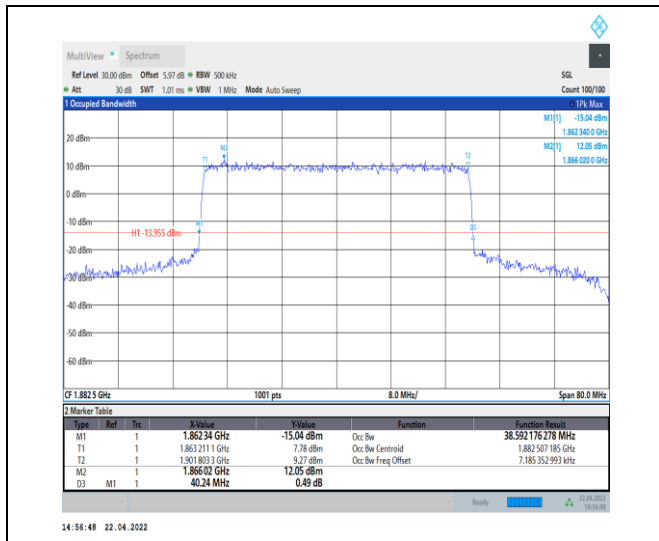 MultiView Spectrum
Ref Level 30.00 dBm Offset 5.97 dB RBW 500 kHz SGL
Att 30 dB SWT 1.01 ms VBW 1 MHz Mode Auto Sweep Count 100/100
1 Occupied Bandwidth 1Pk Max
M1[1] -15.04 dBm
1.862 340 0 GHz
M2[1] 12.05 dBm
1.866 020 0 GHz
20 dBm
M2
T1 T2
10 dBm
0 dBm
-10 dBm
M1 D3
H1 -13.955 dBm
-20 dBm
-30 dBm
-40 dBm
-50 dBm
-60 dBm
CF 1.882 5 GHz 1001 pts 8.0 MHz/ Span 80.0 MHz
2 Marker Table
Type Ref Trc X-Value Y-Value Function Function Result
M1 1 1.862 34 GHz -15.04 dBm Occ Bw 38.592 176 278 MHz
T1 1 1.863 211 1 GHz 7.78 dBm Occ Bw Centroid 1.882 507 185 GHz
T2 1 1.901 803 3 GHz 9.27 dBm Occ Bw Freq Offset 7.185 352 993 kHz
M2 1 1.866 02 GHz 12.05 dBm
D3 M1 1 40.24 MHz 0.49 dB
Ready 22.04.2022
14:56:48
14:56:48 22.04.2022